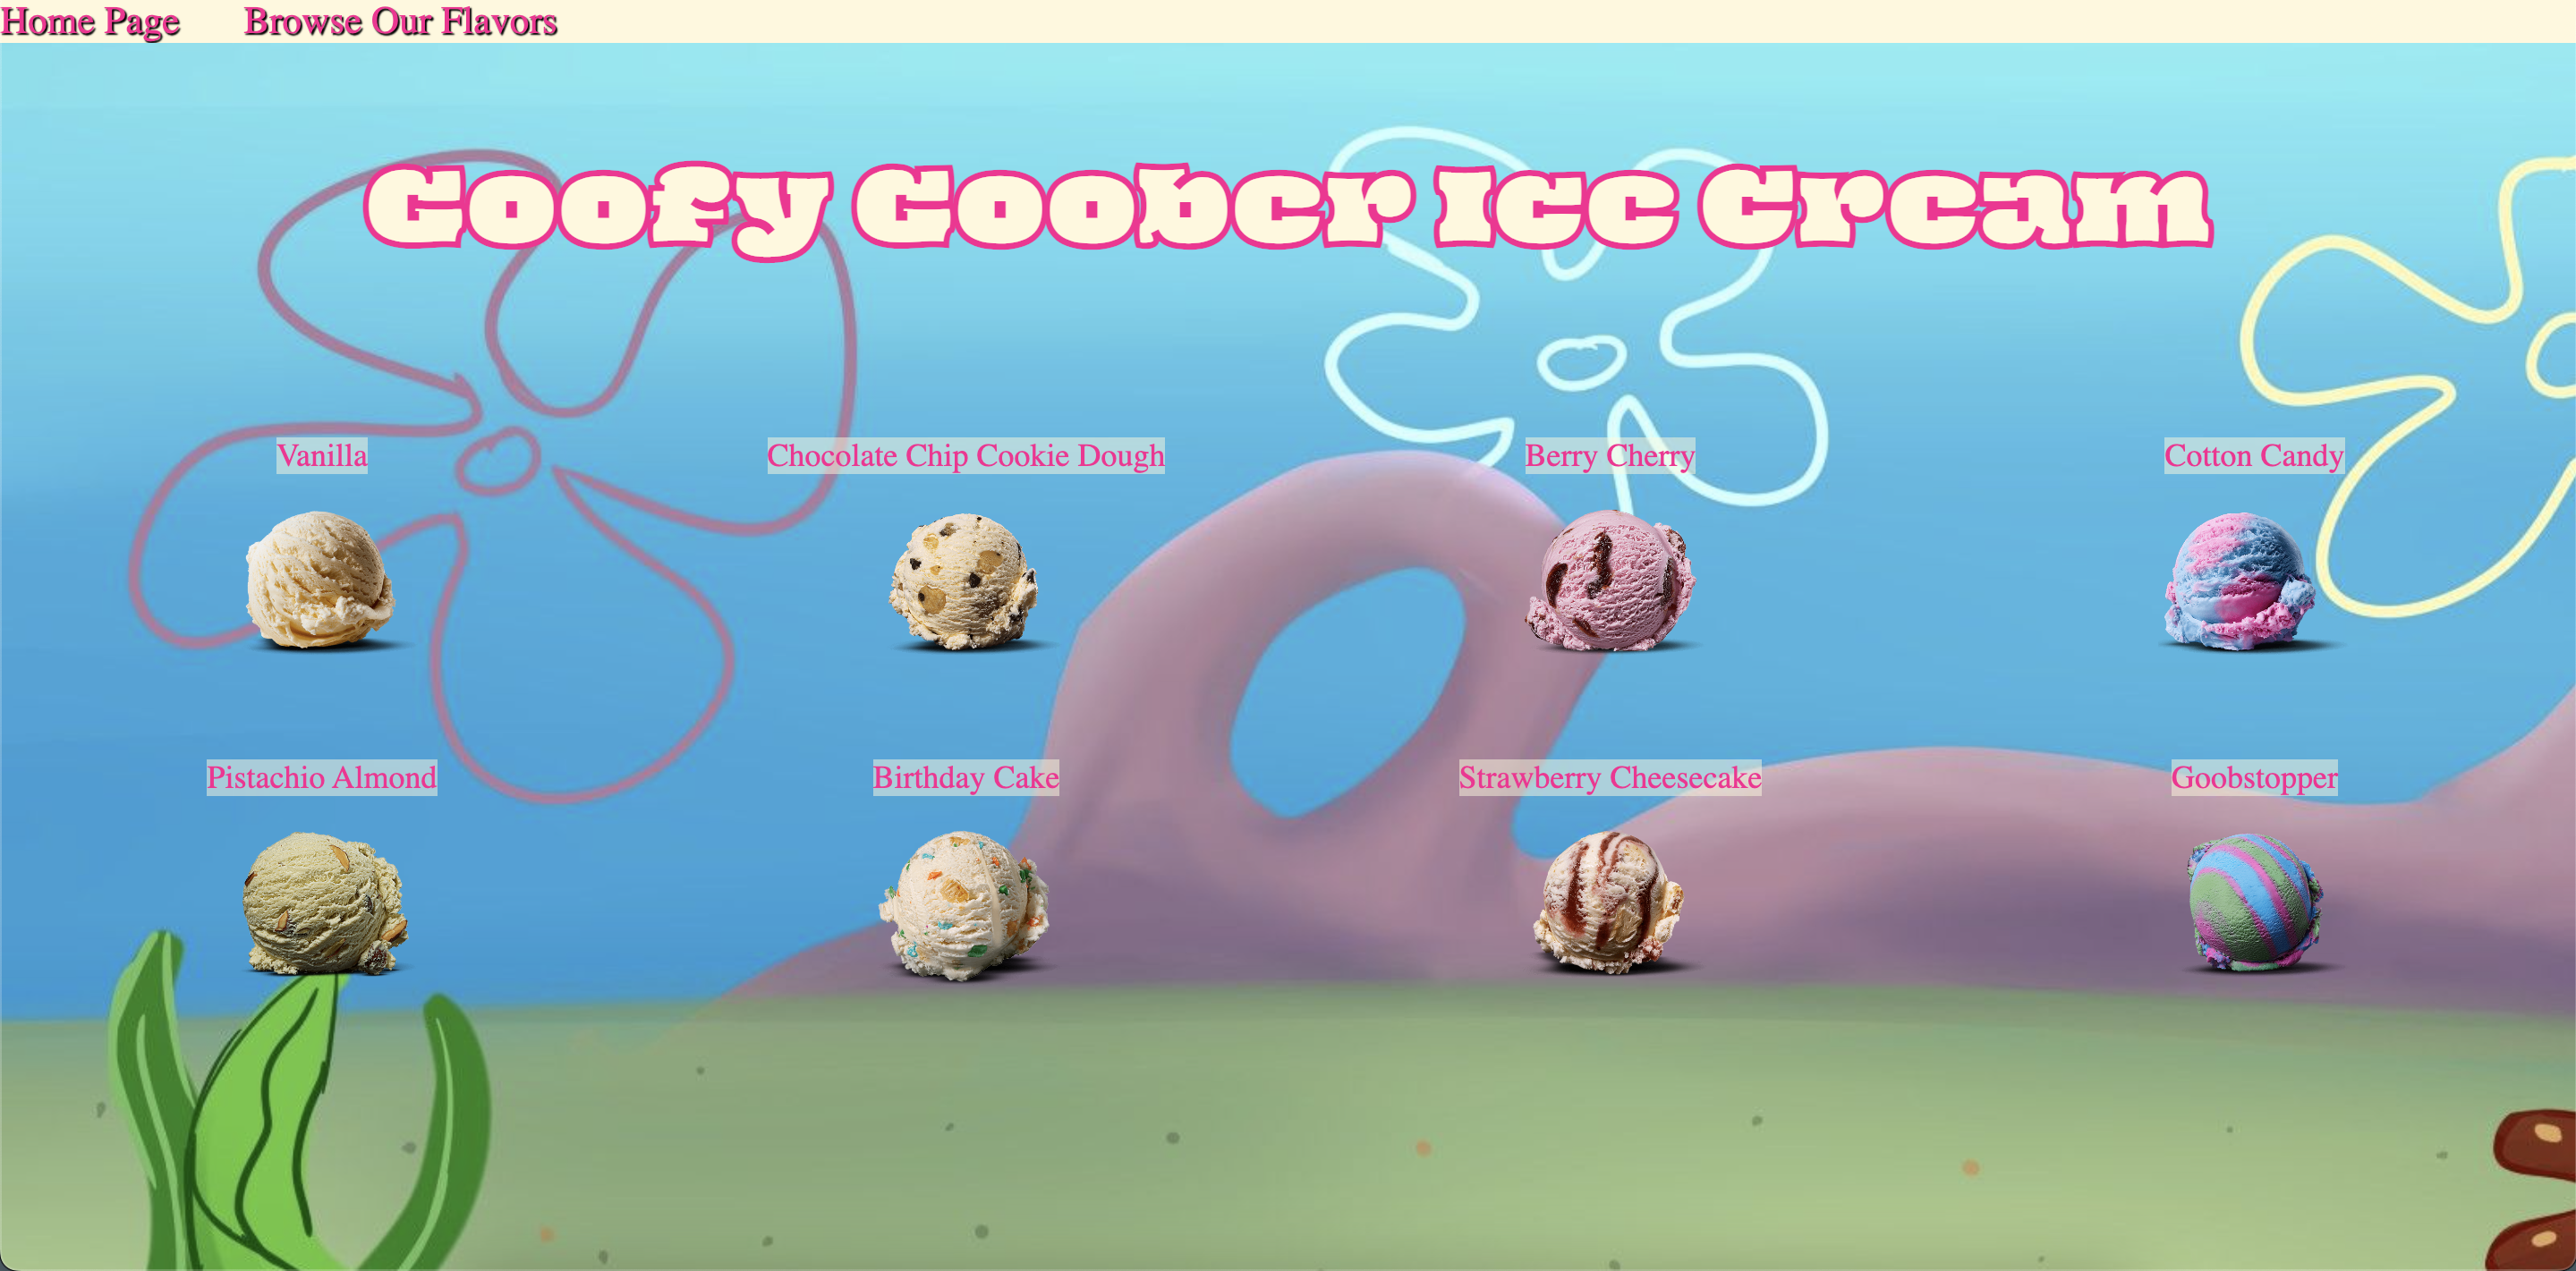 Home Page Browse Our Flavors
Goofy Goober Ice Cream
Vanilla Chocolate Chip Cookie Dough Berry Cherry Cotton Candy
Pistachio Almond Birthday Cake Strawberry Cheesecake Goobstopper